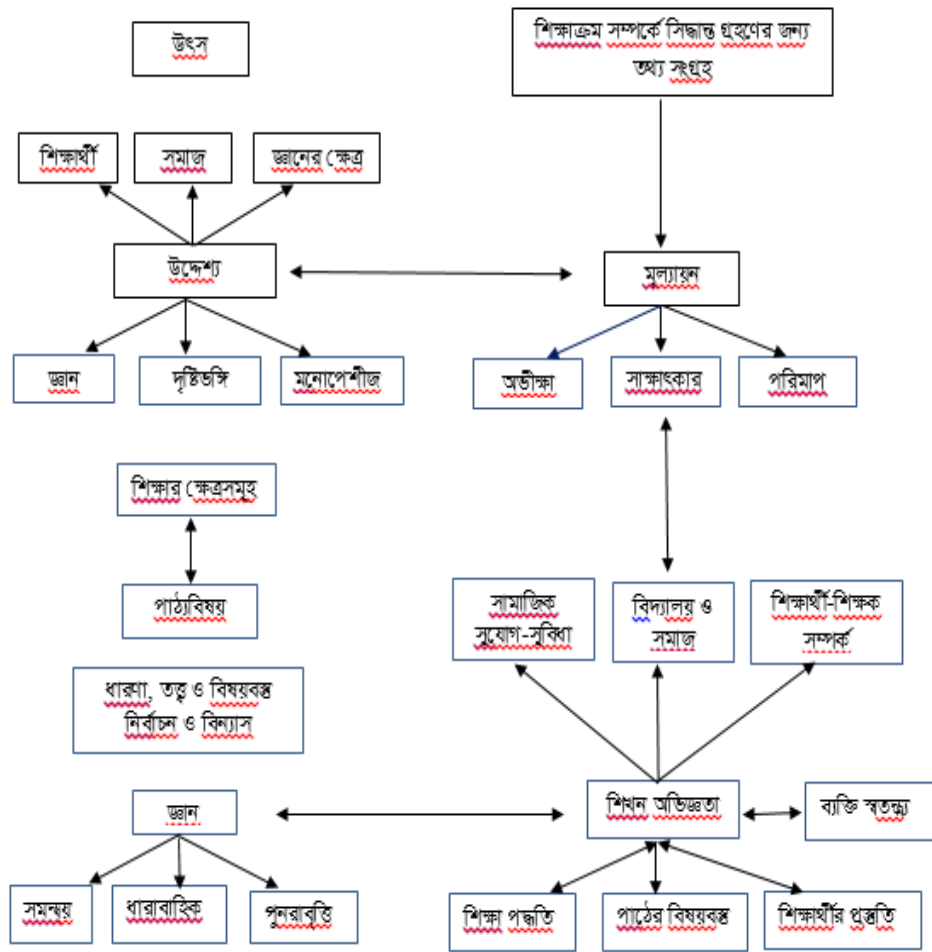 উৎস
শিক্ষাক্রম সম্পর্কে সিদ্ধান্ত গ্রহণের জন্য
তথ্য সংগ্রহ
শিক্ষার্থী
সমাজ
জ্ঞানের ক্ষেত্র
উদ্দেশ্য
মূল্যায়ন
জ্ঞান
দৃষ্টিভঙ্গি
মনোপেশীজ
অভীক্ষা
সাক্ষাৎকার
পরিমাপ
শিক্ষার ক্ষেত্রসমূহ
পাঠ্যবিষয়
সামাজিক
সুযোগ-সুবিধা
বিদ্যালয় ও
সমাজ
শিক্ষার্থী-শিক্ষক
সম্পর্ক
ধারণা, তত্ত্ব ও বিষয়বস্তু
নির্বাচন ও বিন্যাস
জ্ঞান
শিখন অভিজ্ঞতা
ব্যক্তি স্বতন্ত্র্য
সমন্বয়
ধারাবাহিক
পুনরাবৃত্তি
শিক্ষা পদ্ধতি
পাঠের বিষয়বস্তু
শিক্ষার্থীর প্রস্তুতি